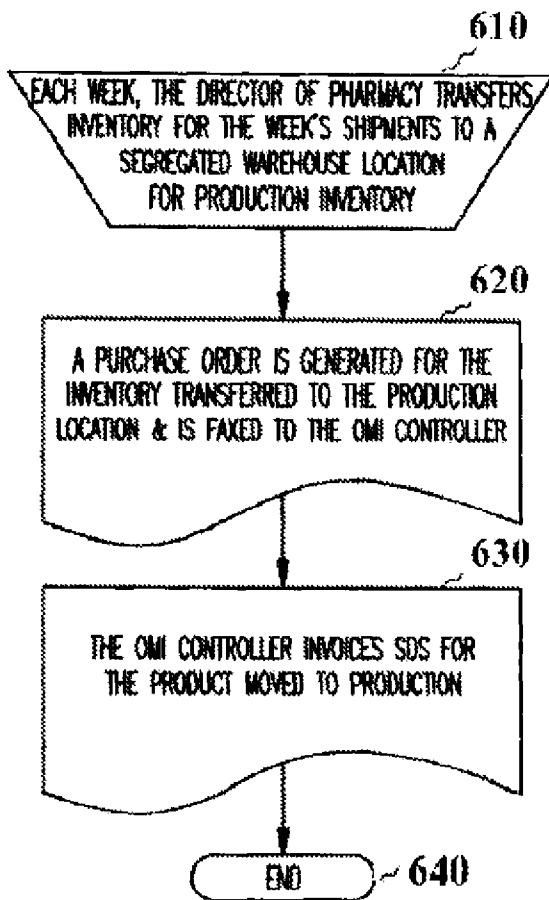 610
EACH WEEK, THE DIRECTOR OF PHARMACY TRANSFERS
INVENTORY FOR THE WEEK'S SHIPMENTS TO A
SEGREGATED WAREHOUSE LOCATION
FOR PRODUCTION INVENTORY
620
A PURCHASE ORDER IS GENERATED FOR THE
INVENTORY TRANSFERRED TO THE PRODUCTION
LOCATION & IS FAXED TO THE OMI CONTROLLER
630
THE OMI CONTROLLER INVOICES SDS FOR
THE PRODUCT MOVED TO PRODUCTION
END
640